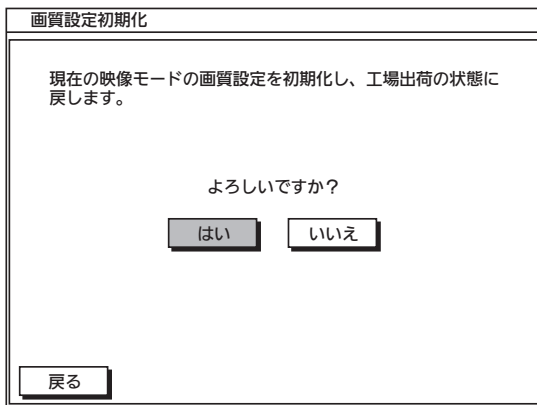 画質設定初期化
現在の映像モードの画質設定を初期化し、工場出荷の状態に
戻します。
よろしいですか？
はい いいえ
戻る